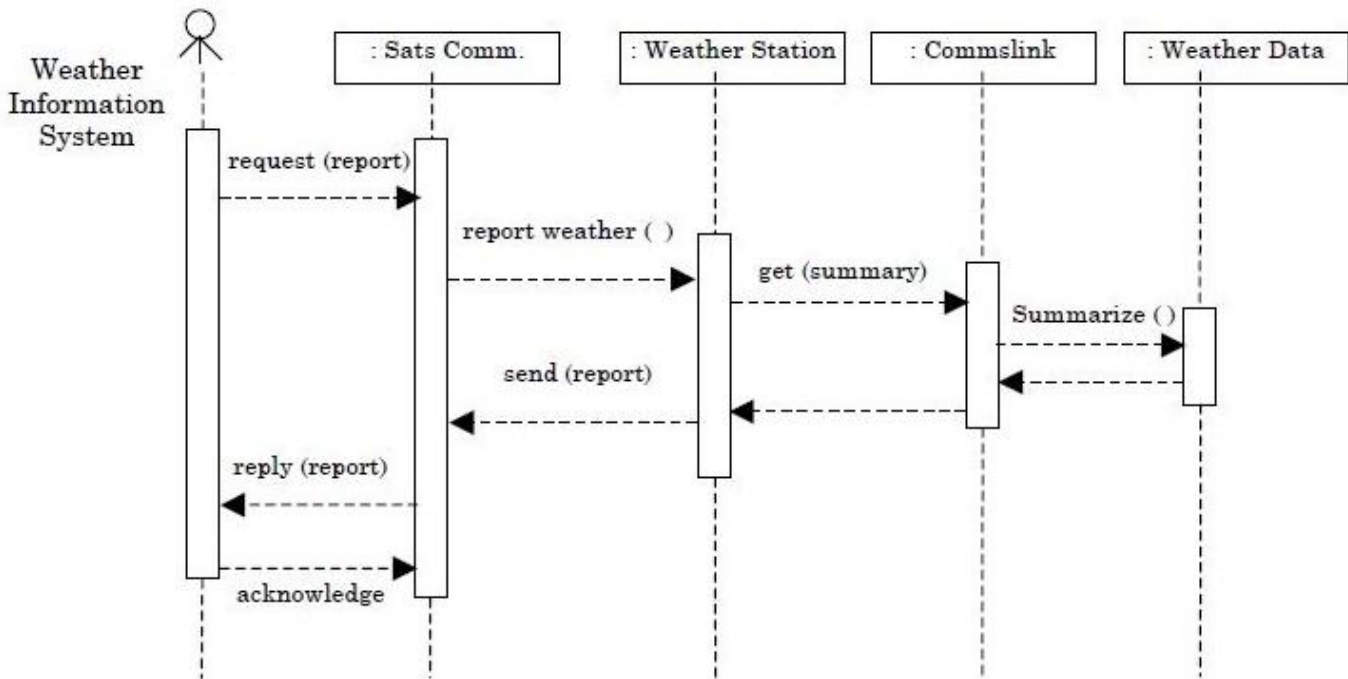 Weather
Information
System
: Sats Comm.
: Weather Station
: Commslink
: Weather Data
request (report)
report weather ( )
get (summary)
Summarize ( )
send (report)
reply (report)
acknowledge